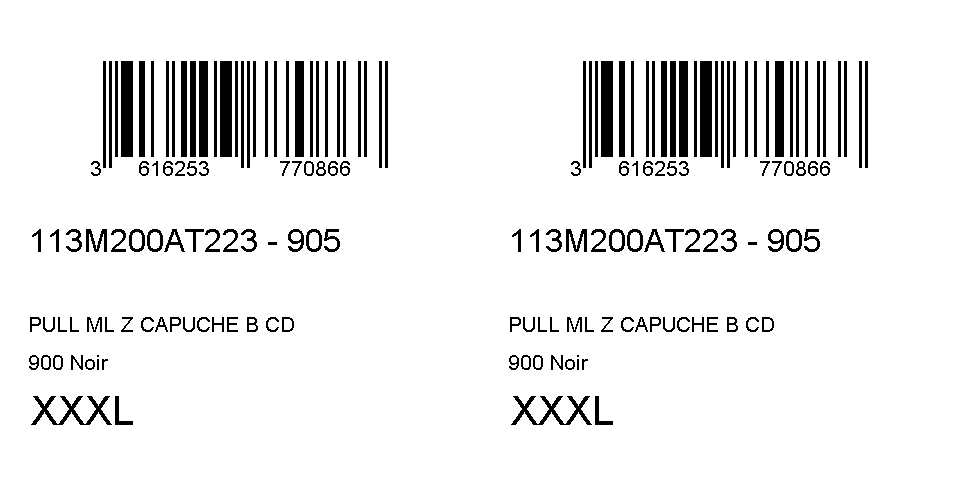 3 616253 770866
113M200AT223 - 905
PULL ML Z CAPUCHE B CD
900 Noir
XXXL
3 616253 770866
113M200AT223 - 905
PULL ML Z CAPUCHE B CD
900 Noir
XXXL